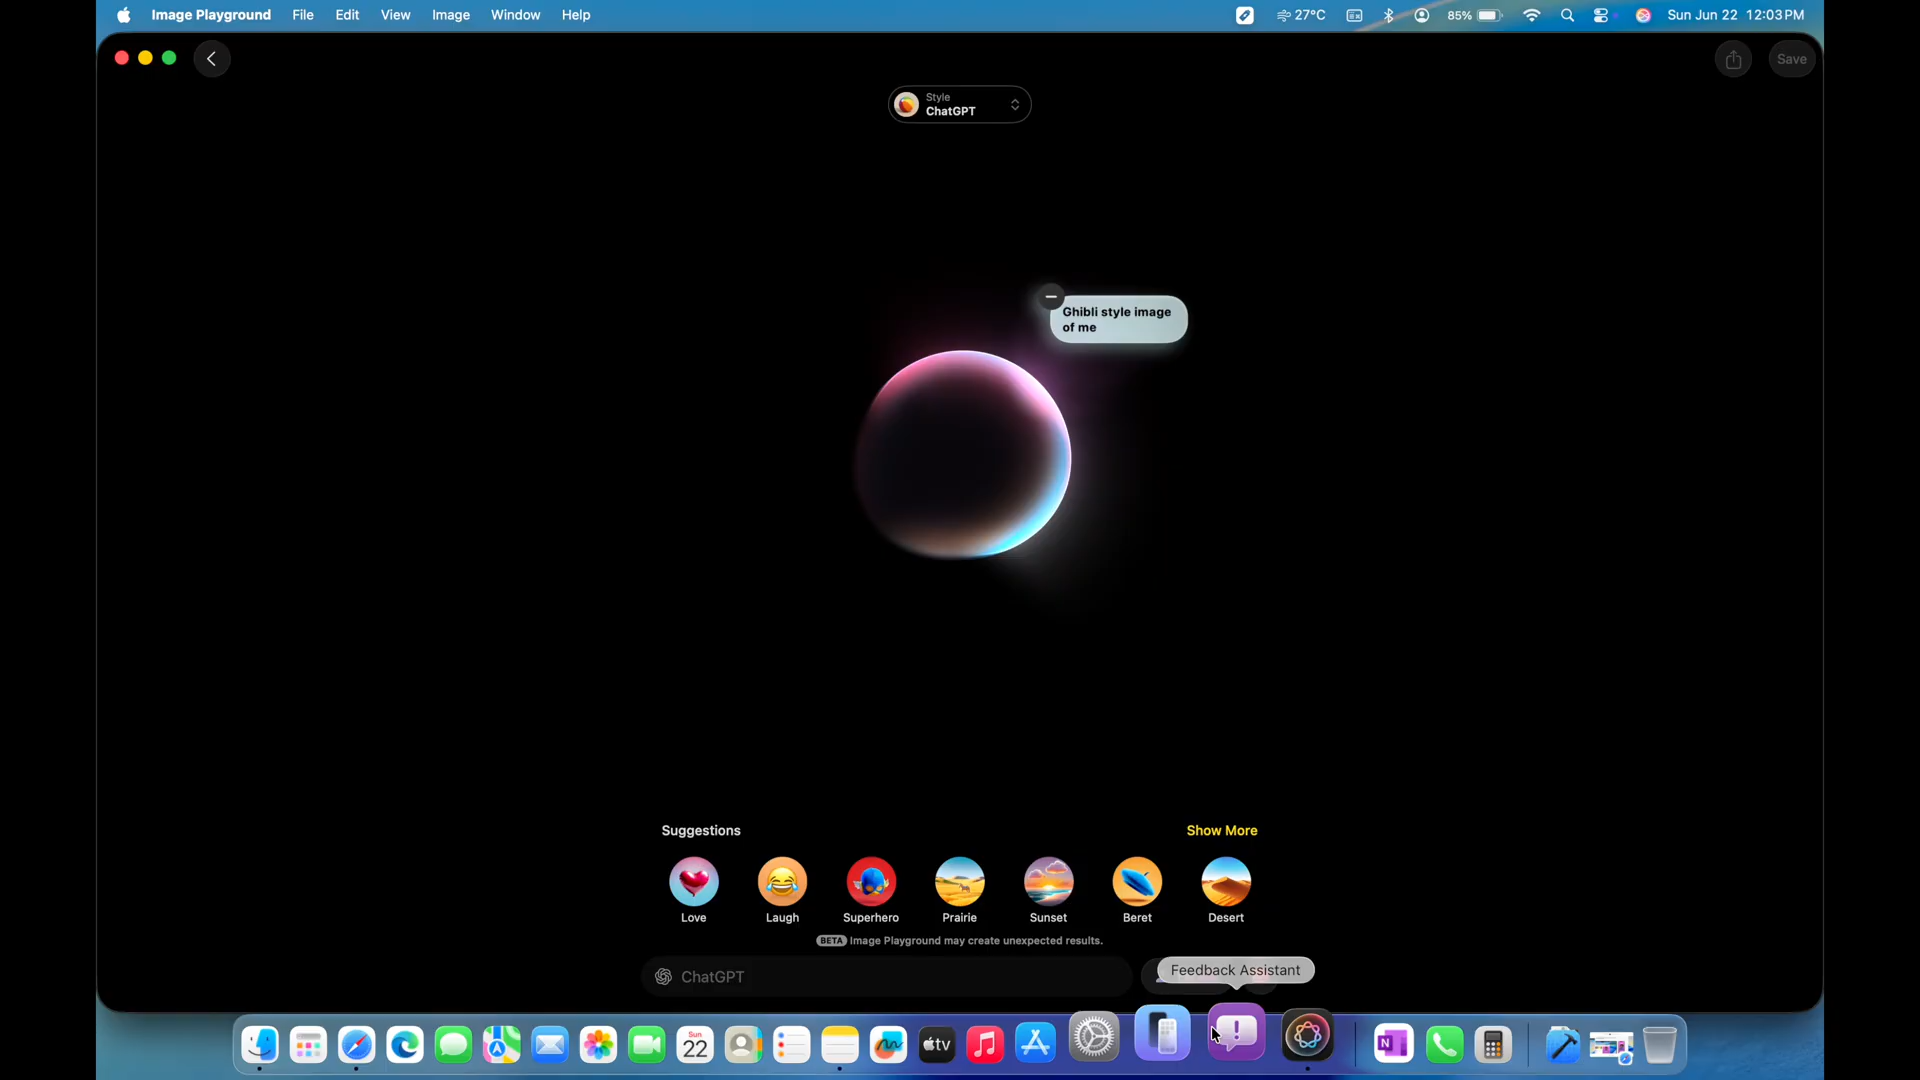 Image Playground File Edit View Image Window Help 27°C 85% Sun Jun 22 12:03 PM
Save
Style
ChatGPT
Ghibli style image
of me
Suggestions Show More
Love Laugh Superhero Prairie Sunset Beret Desert
BETA Image Playground may create unexpected results.
ChatGPT
Feedback Assistant
Sun
22
tv
N